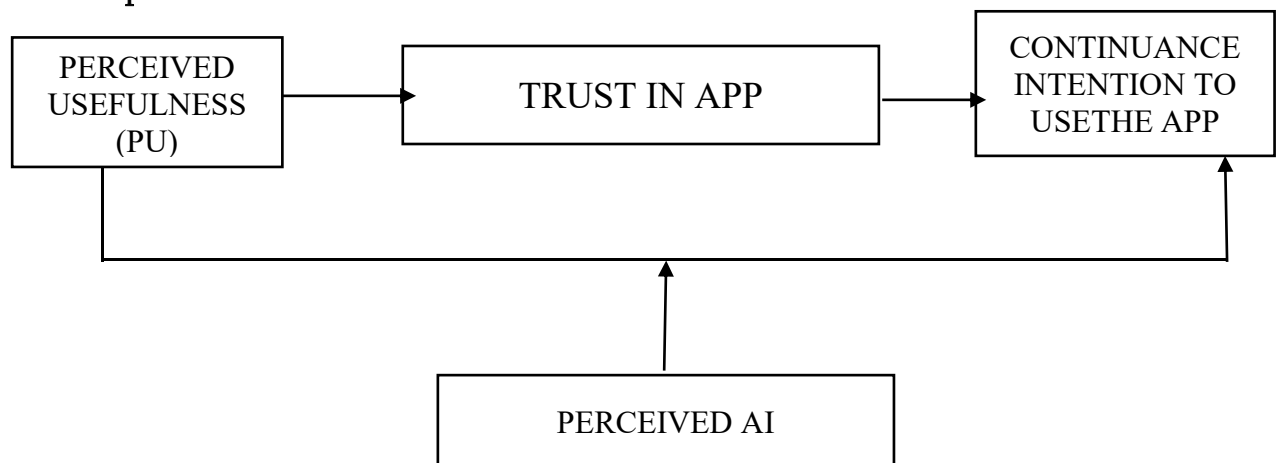 PERCEIVED
USEFULNESS
(PU)
TRUST IN APP
CONTINUANCE
INTENTION TO
USETHE APP
PERCEIVED AI